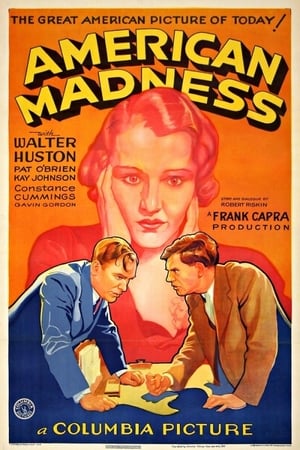 THE GREAT AMERICAN PICTURE OF TODAY!
AMERICAN
MADNESS
with
WALTER
HUSTON
PAT O'BRIEN
KAY JOHNSON
Constance
CUMMINGS
GAVIN GORDON
STORY AND DIALOGUE BY
ROBERT RISKIN
A FRANK CAPRA
PRODUCTION
a COLUMBIA PICTURE